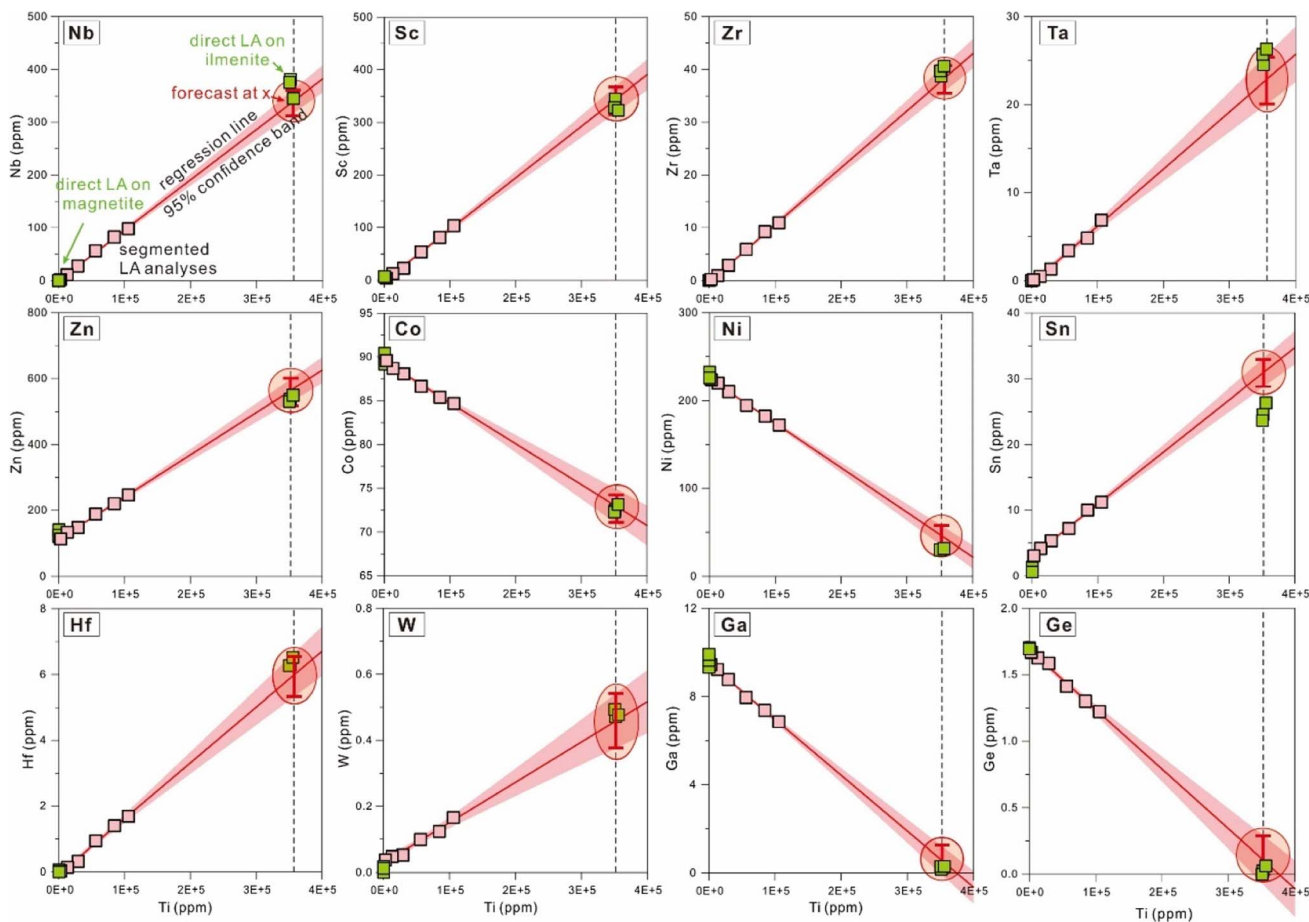 Nb
direct LA on
ilmenite
forecast at x
regression line
95% confidence band
direct LA on
magnetite
segmented
LA analyses
Nb (ppm)
500
400
300
200
100
0
0E+0 1E+5 2E+5 3E+5 4E+5
Sc
Sc (ppm)
500
400
300
200
100
0
0E+0 1E+5 2E+5 3E+5 4E+5
Zr
Zr (ppm)
50
40
30
20
10
0
0E+0 1E+5 2E+5 3E+5 4E+5
Ta
Ta (ppm)
30
20
10
0
0E+0 1E+5 2E+5 3E+5 4E+5
Zn
Zn (ppm)
800
600
400
200
0
0E+0 1E+5 2E+5 3E+5 4E+5
Co
Co (ppm)
95
90
85
80
75
70
65
0E+0 1E+5 2E+5 3E+5 4E+5
Ni
Ni (ppm)
300
200
100
0
0E+0 1E+5 2E+5 3E+5 4E+5
Sn
Sn (ppm)
40
30
20
10
0
0E+0 1E+5 2E+5 3E+5 4E+5
Hf
Hf (ppm)
8
6
4
2
0
0E+0 1E+5 2E+5 3E+5 4E+5
Ti (ppm)
W
W (ppm)
0.8
0.6
0.4
0.2
0.0
0E+0 1E+5 2E+5 3E+5 4E+5
Ti (ppm)
Ga
Ga (ppm)
12
8
4
0
0E+0 1E+5 2E+5 3E+5 4E+5
Ti (ppm)
Ge
Ge (ppm)
2.0
1.5
1.0
0.5
0.0
0E+0 1E+5 2E+5 3E+5 4E+5
Ti (ppm)